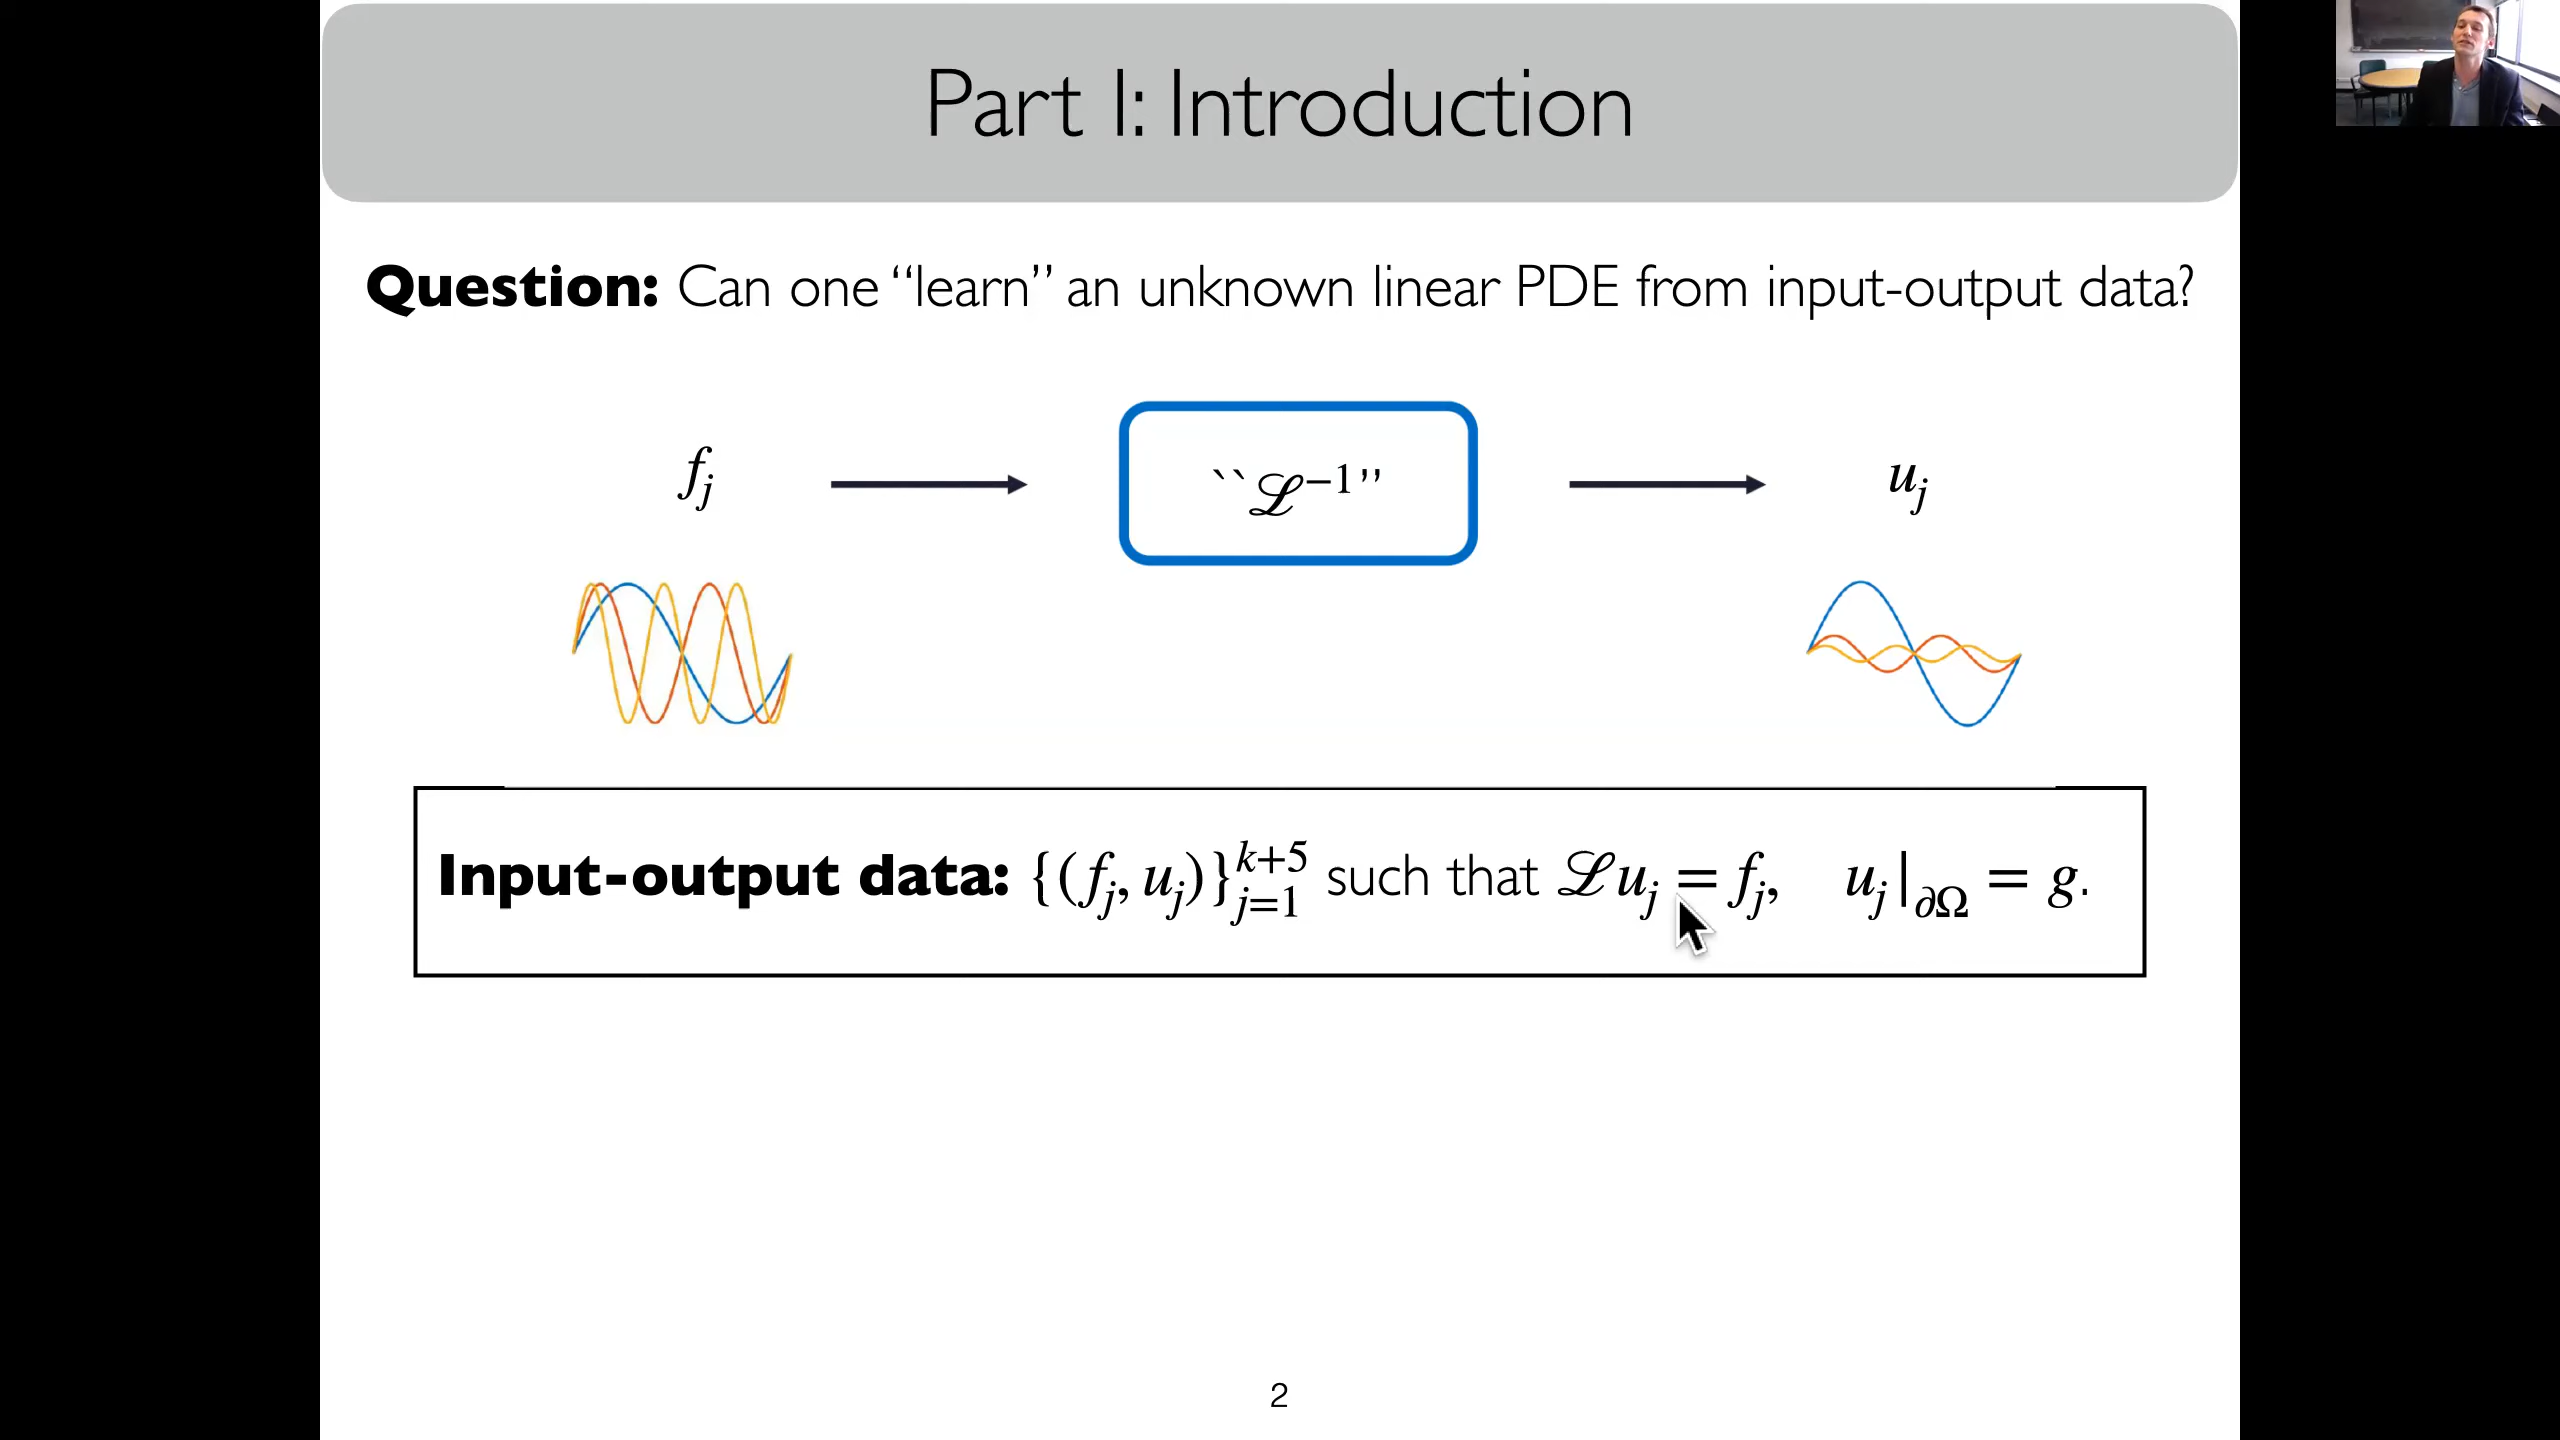 Part I: Introduction
Question: Can one “learn” an unknown linear PDE from input-output data?
f_j
``ℒ^{−1}”
u_j
Input-output data: {(f_j, u_j)}_{j=1}^{k+5} such that ℒu_j = f_j, u_j|_{∂Ω} = g.
2